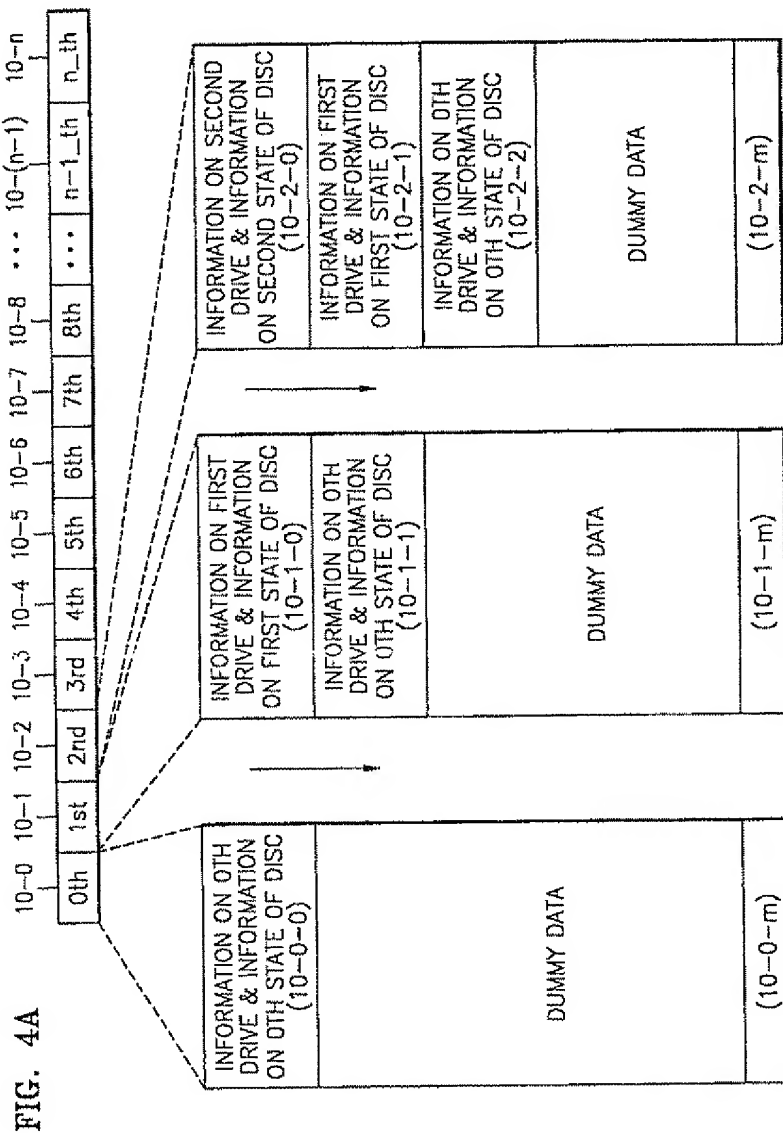 FIG. 4A
10-0 10-1 10-2 10-3 10-4 10-5 10-6 10-7 10-8 ••• 10-(n-1) 10-n
0th 1st 2nd 3rd 4th 5th 6th 7th 8th ••• n-1_th n_th
INFORMATION ON 0TH
DRIVE & INFORMATION
ON 0TH STATE OF DISC
(10-0-0)
DUMMY DATA
(10-0-m)
INFORMATION ON FIRST
DRIVE & INFORMATION
ON FIRST STATE OF DISC
(10-1-0)
INFORMATION ON 0TH
DRIVE & INFORMATION
ON 0TH STATE OF DISC
(10-1-1)
DUMMY DATA
(10-1-m)
INFORMATION ON SECOND
DRIVE & INFORMATION
ON SECOND STATE OF DISC
(10-2-0)
INFORMATION ON FIRST
DRIVE & INFORMATION
ON FIRST STATE OF DISC
(10-2-1)
INFORMATION ON 0TH
DRIVE & INFORMATION
ON 0TH STATE OF DISC
(10-2-2)
DUMMY DATA
(10-2-m)